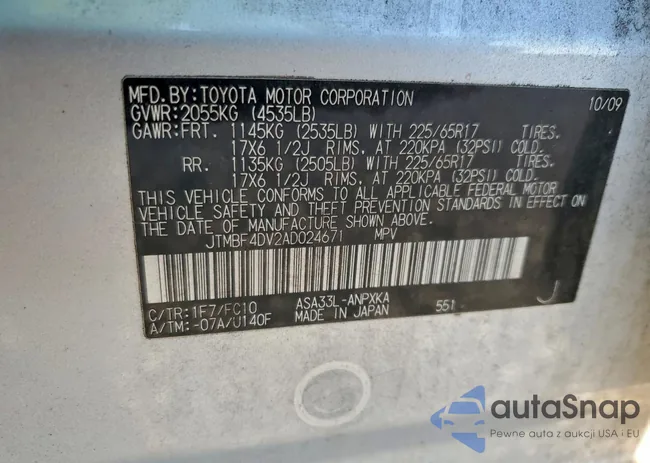 MFD. BY: TOYOTA MOTOR CORPORATION 10/09
GVWR: 2055KG (4535LB)
GAWR: FRT. 1145KG (2535LB) WITH 225/65R17 TIRES.
17X6 1/2J RIMS, AT 220KPA (32PSI) COLD.
RR. 1135KG (2505LB) WITH 225/65R17 TIRES.
17X6 1/2J RIMS, AT 220KPA (32PSI) COLD.
THIS VEHICLE CONFORMS TO ALL APPLICABLE FEDERAL MOTOR
VEHICLE SAFETY AND THEFT PREVENTION STANDARDS IN EFFECT ON
THE DATE OF MANUFACTURE SHOWN ABOVE.
JTMBF4DV2AD024671 MPV
C/TR: 1F7/FC10 ASA33L-ANPXKA 551 J
A/TM: -07A/U140F MADE IN JAPAN
autoSnap
Pewne auta z aukcji USA i EU